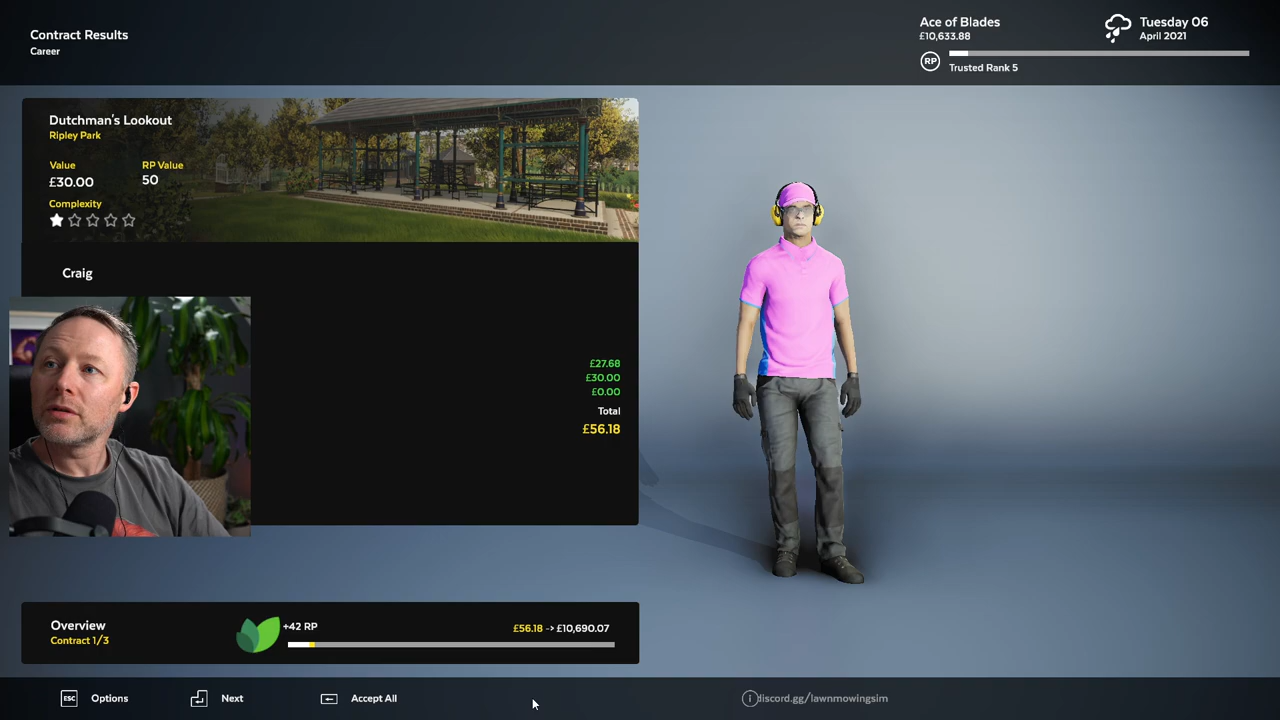 Contract Results
Career
Ace of Blades
£10,633.88
RP
Trusted Rank 5
Tuesday 06
April 2021
Dutchman's Lookout
Ripley Park
Value
£30.00
RP Value
50
Complexity
Craig
£27.68
£30.00
£0.00
Total
£56.18
Overview
Contract 1/3
+42 RP
£56.18 -> £10,690.07
ESC Options
Next
Accept All
discord.gg/lawnmowingsim